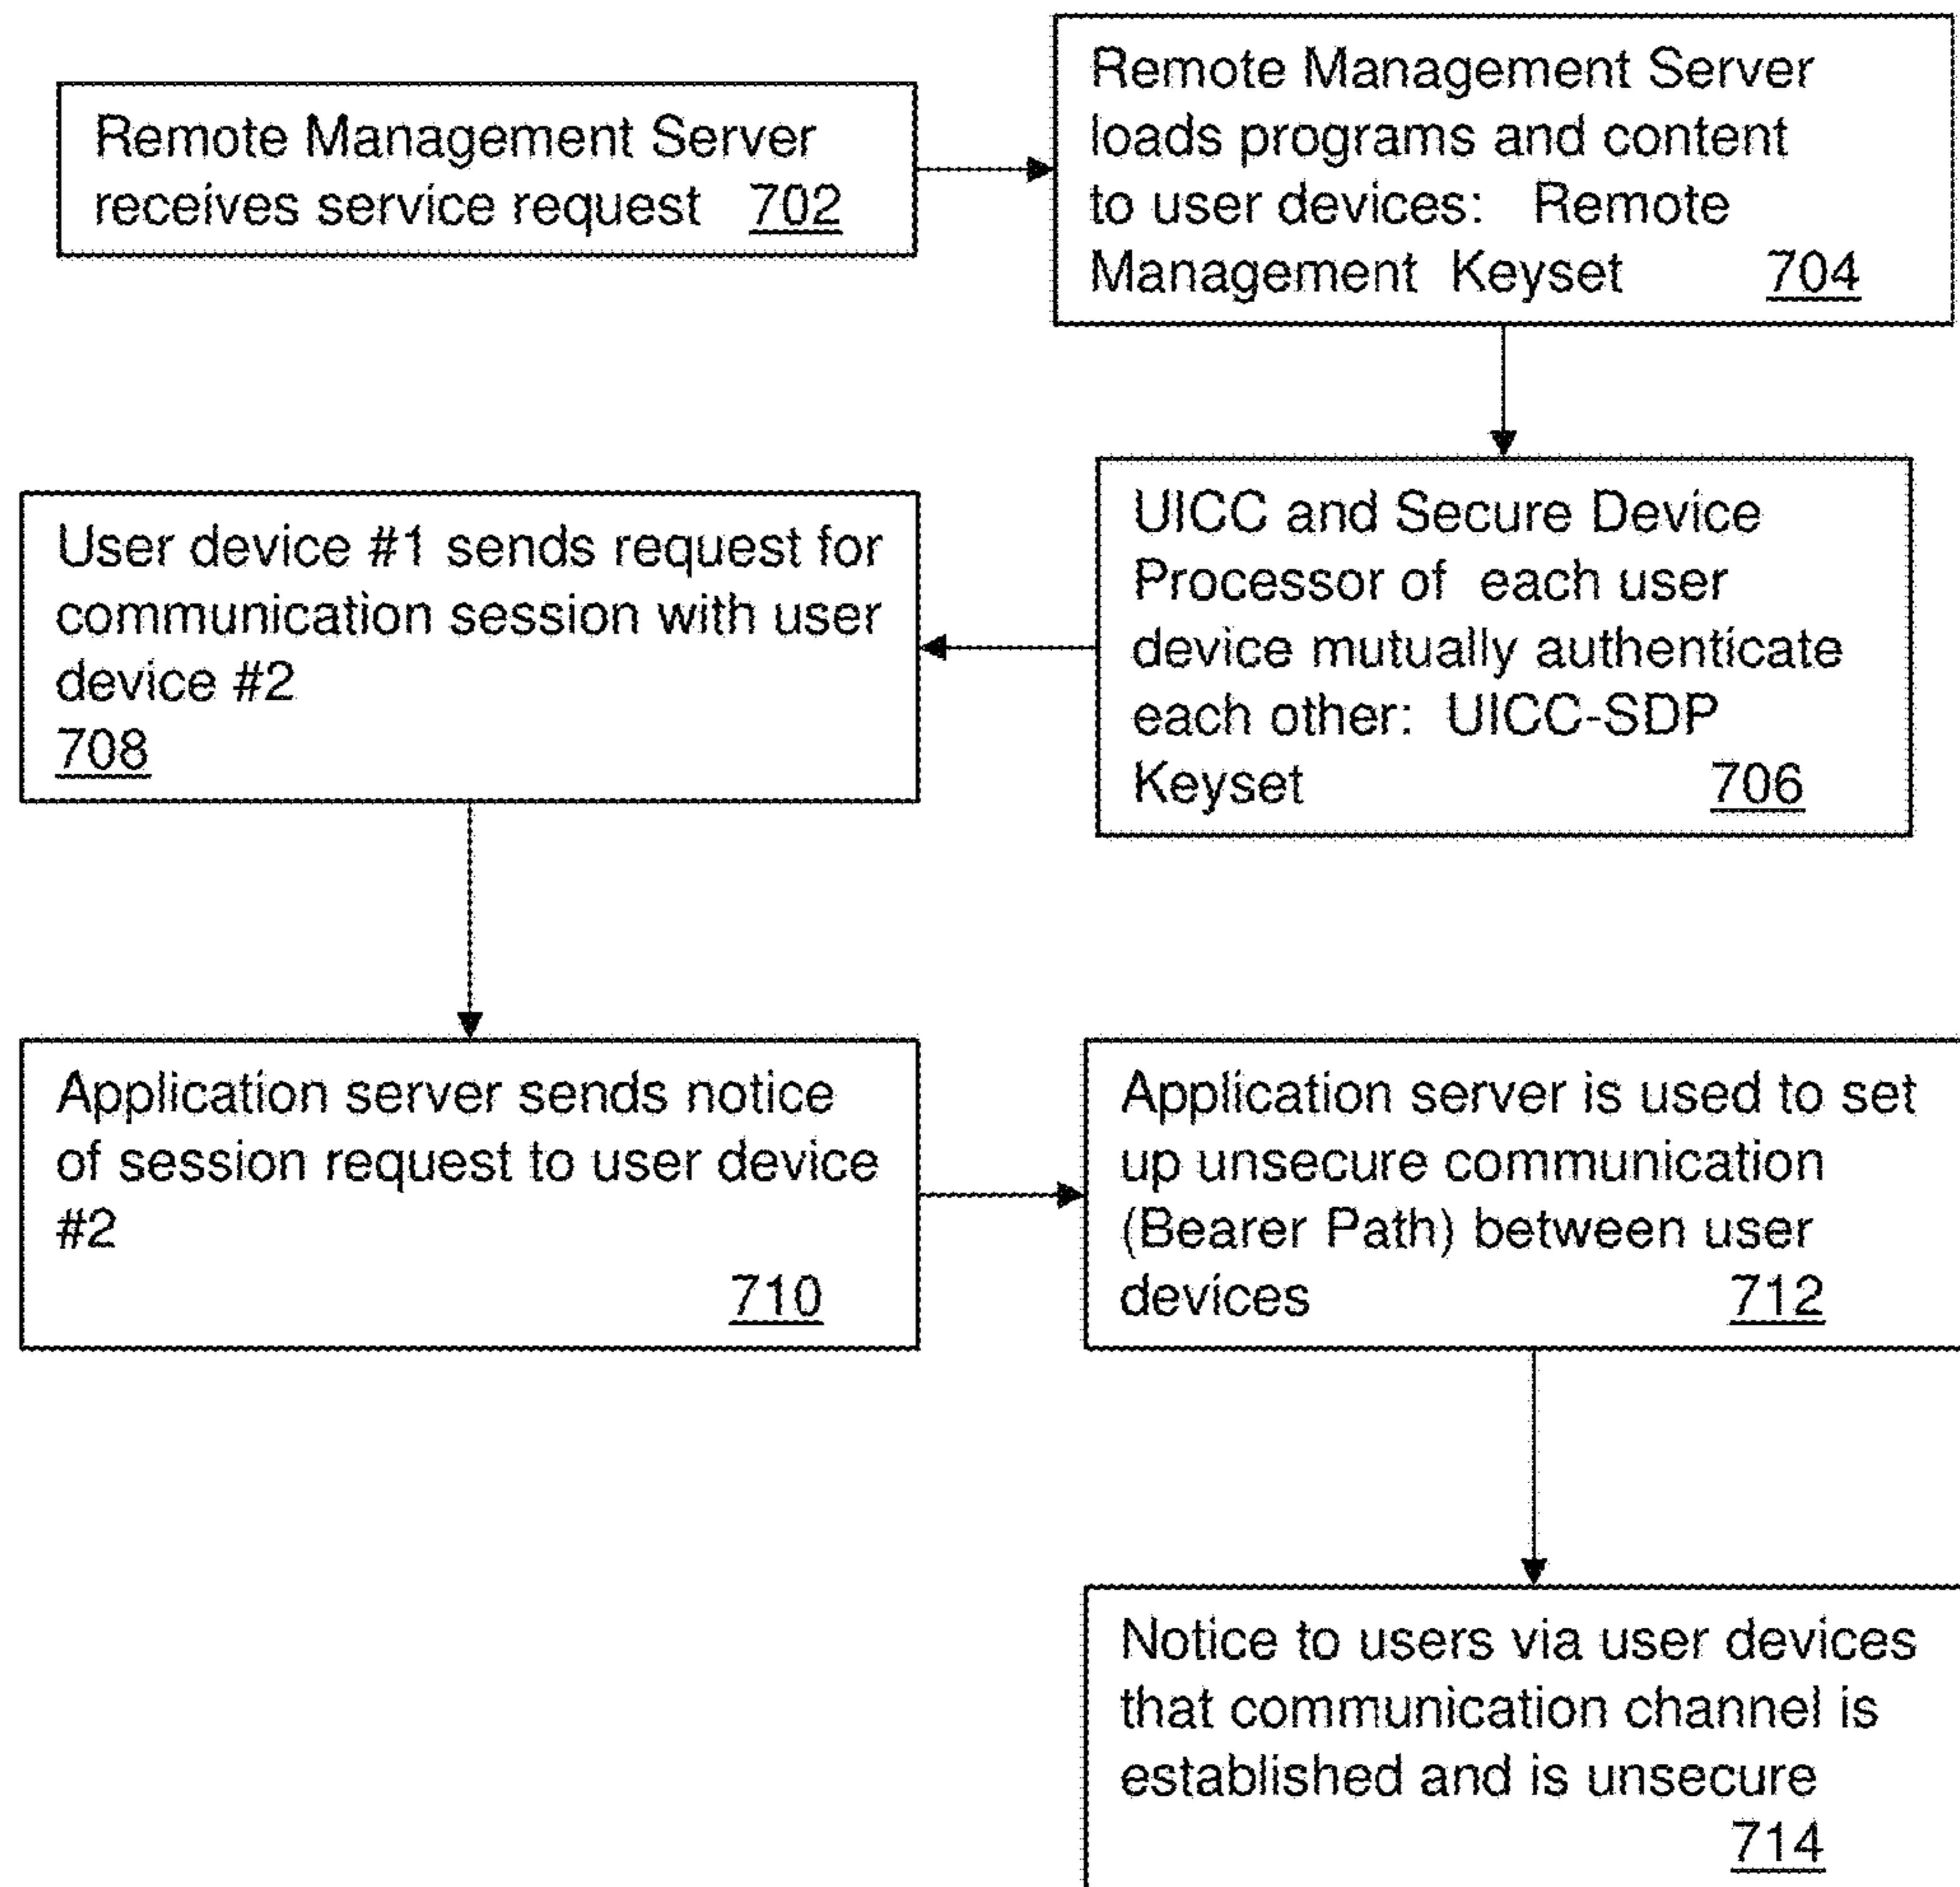 Remote Management Server
receives service request 702
Remote Management Server
loads programs and content
to user devices: Remote
Management Keyset 704
UICC and Secure Device
Processor of each user
device mutually authenticate
each other: UICC-SDP
Keyset 706
User device #1 sends request for
communication session with user
device #2
708
Application server sends notice
of session request to user device
#2
710
Application server is used to set
up unsecure communication
(Bearer Path) between user
devices 712
Notice to users via user devices
that communication channel is
established and is unsecure
714